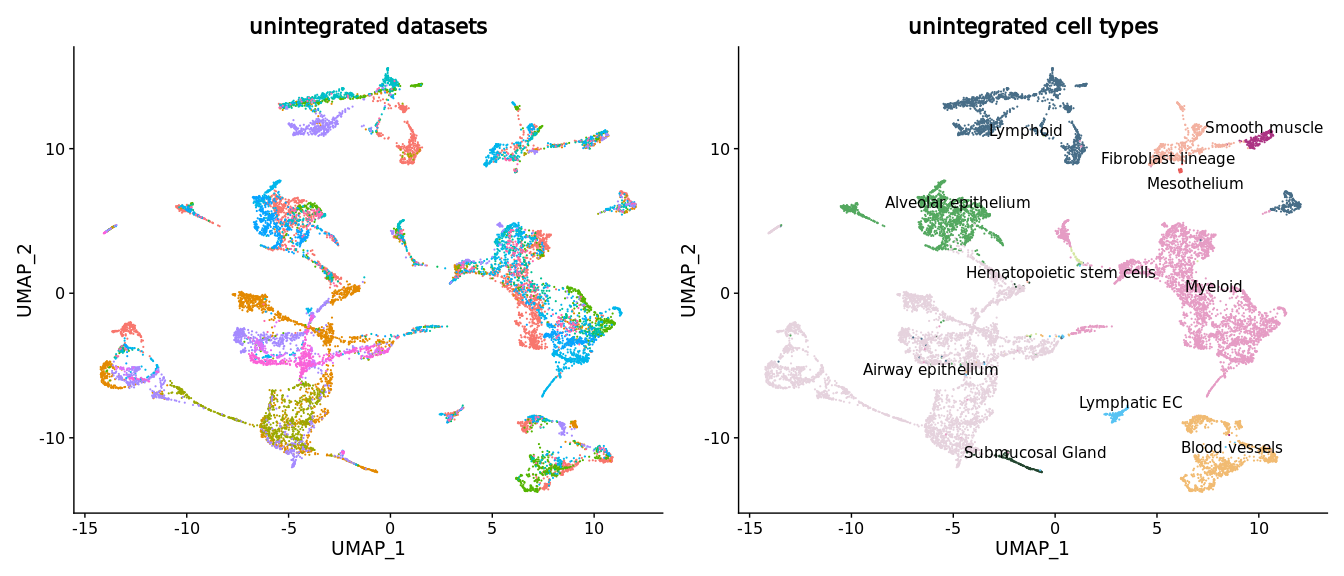 unintegrated datasets
UMAP_2
10
0
-10
-15
-10
-5
0
5
10
UMAP_1
unintegrated cell types
UMAP_2
10
0
-10
Lymphoid
Smooth muscle
Fibroblast lineage
Mesothelium
Alveolar epithelium
Hematopoietic stem cells
Myeloid
Airway epithelium
Lymphatic EC
Blood vessels
Submucosal Gland
-15
-10
-5
0
5
10
UMAP_1